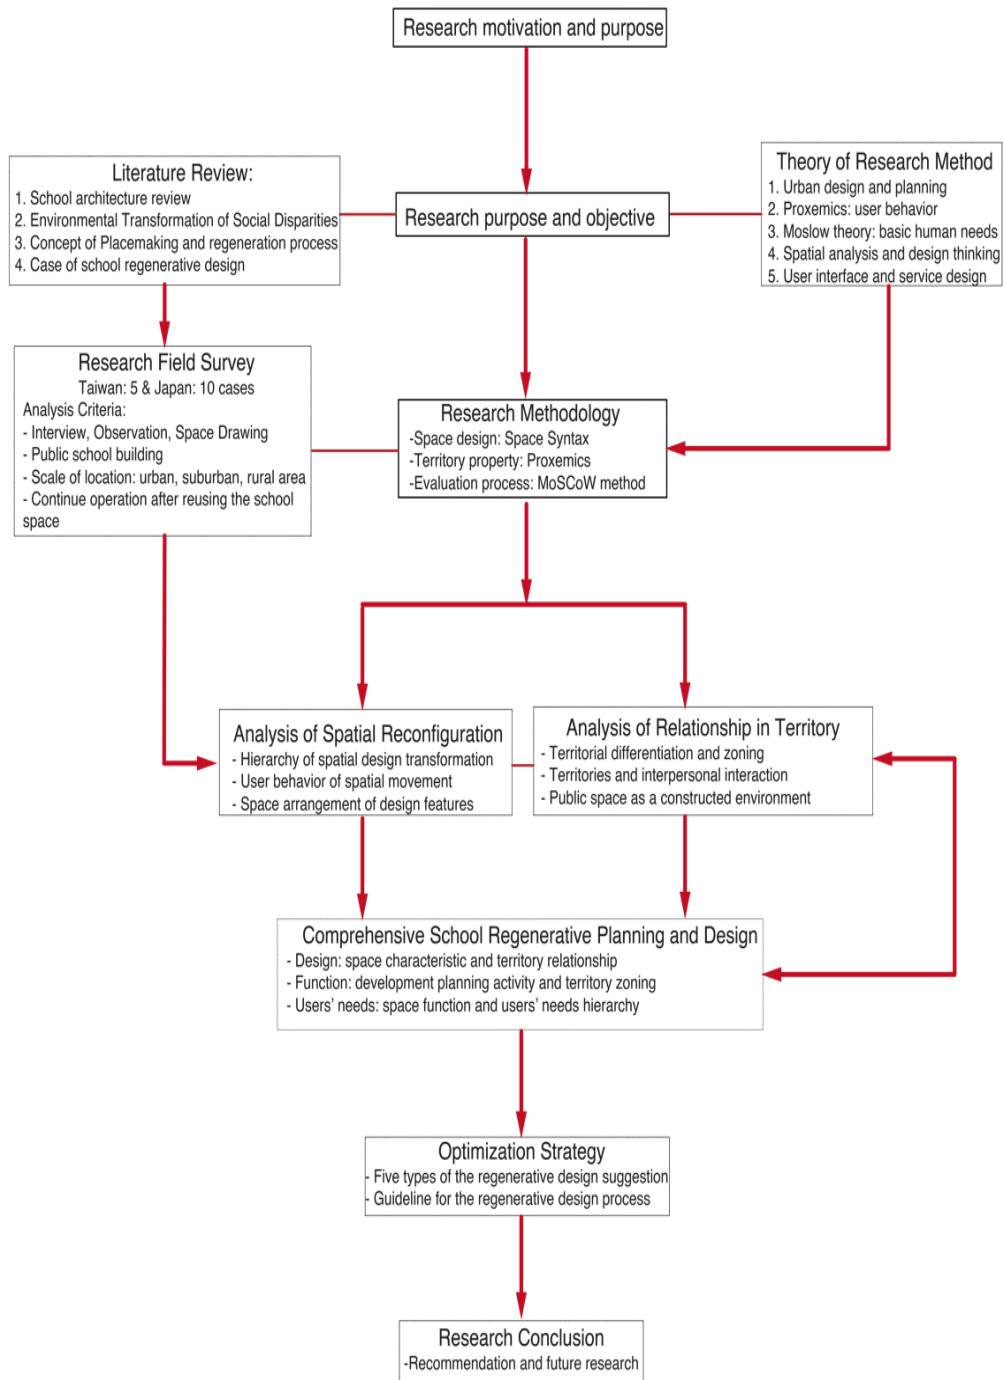 Research motivation and purpose
Literature Review:
1. School architecture review
2. Environmental Transformation of Social Disparities
3. Concept of Placemaking and regeneration process
4. Case of school regenerative design
Research purpose and objective
Theory of Research Method
1. Urban design and planning
2. Proxemics: user behavior
3. Moslow theory: basic human needs
4. Spatial analysis and design thinking
5. User interface and service design
Research Field Survey
Taiwan: 5 & Japan: 10 cases
Analysis Criteria:
- Interview, Observation, Space Drawing
- Public school building
- Scale of location: urban, suburban, rural area
- Continue operation after reusing the school
space
Research Methodology
-Space design: Space Syntax
-Territory property: Proxemics
-Evaluation process: MoSCoW method
Analysis of Spatial Reconfiguration
- Hierarchy of spatial design transformation
- User behavior of spatial movement
- Space arrangement of design features
Analysis of Relationship in Territory
- Territorial differentiation and zoning
- Territories and interpersonal interaction
- Public space as a constructed environment
Comprehensive School Regenerative Planning and Design
- Design: space characteristic and territory relationship
- Function: development planning activity and territory zoning
- Users' needs: space function and users' needs hierarchy
Optimization Strategy
- Five types of the regenerative design suggestion
- Guideline for the regenerative design process
Research Conclusion
-Recommendation and future research